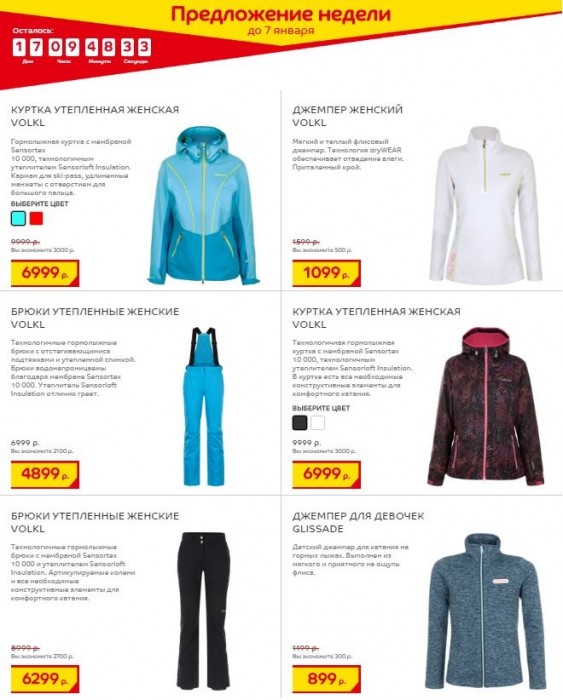 Предложение недели
до 7 января
Осталось:
1 7 0 9 4 8 3 3
Дни Часы Минуты Секунды
КУРТКА УТЕПЛЕННАЯ ЖЕНСКАЯ
VOLKL
Горнолыжная куртка с мембраной
Sensortex
10 000, технологичным
утеплителем Sensorloft Insulation.
Карман для ski-pass, удлиненные
манжеты с отверстием для
большого пальца.
ВЫБЕРИТЕ ЦВЕТ
9999 р.
Вы экономите 3000 р.
6999 р.
ДЖЕМПЕР ЖЕНСКИЙ
VOLKL
Мягкий и теплый флисовый
джемпер. Технология dryWEAR
обеспечивает отведение влаги.
Приталенный крой.
1599 р.
Вы экономите 500 р.
1099 р.
БРЮКИ УТЕПЛЕННЫЕ ЖЕНСКИЕ
VOLKL
Технологичные горнолыжные
брюки с отстегивающимися
подтяжками и утепленной спинкой.
Брюки водонепроницаемы
благодаря мембране Sensortex
10 000. Утеплитель Sensorloft
Insulation отлично греет.
6999 р.
Вы экономите 2100 р.
4899 р.
КУРТКА УТЕПЛЕННАЯ ЖЕНСКАЯ
VOLKL
Технологичная горнолыжная
куртка с мембраной Sensortex
10 000, технологичным
утеплителем Sensorloft Insulation.
В куртке есть все необходимые
конструктивные элементы для
комфортного катания.
ВЫБЕРИТЕ ЦВЕТ
9999 р.
Вы экономите 3000 р.
6999 р.
БРЮКИ УТЕПЛЕННЫЕ ЖЕНСКИЕ
VOLKL
Технологичные горнолыжные
брюки с мембраной Sensortex
10 000 и утеплителем Sensorloft
Insulation. Артикулируемые колени
и все необходимые
конструктивные элементы для
комфортного катания.
8999 р.
Вы экономите 2700 р.
6299 р.
ДЖЕМПЕР ДЛЯ ДЕВОЧЕК
GLISSADE
Детский джемпер для катания на
горных лыжах. Выполнен из
мягкого и приятного на ощупь
флиса.
1199 р.
Вы экономите 300 р.
899 р.